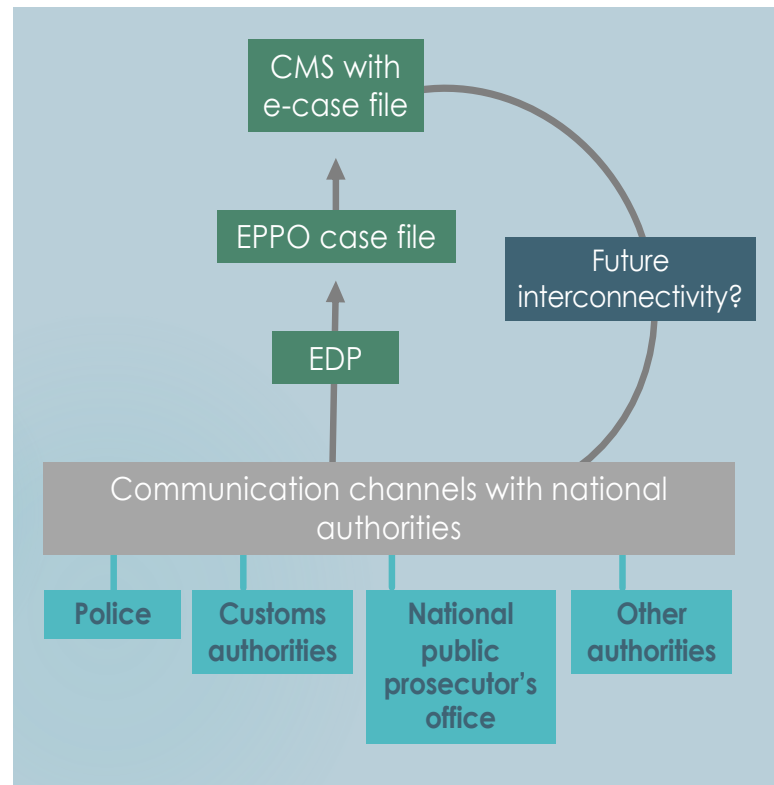 CMS with
e-case file
EPPO case file
Future
interconnectivity?
EDP
Communication channels with national
authorities
Police
Customs
authorities
National
public
prosecutor’s
office
Other
authorities